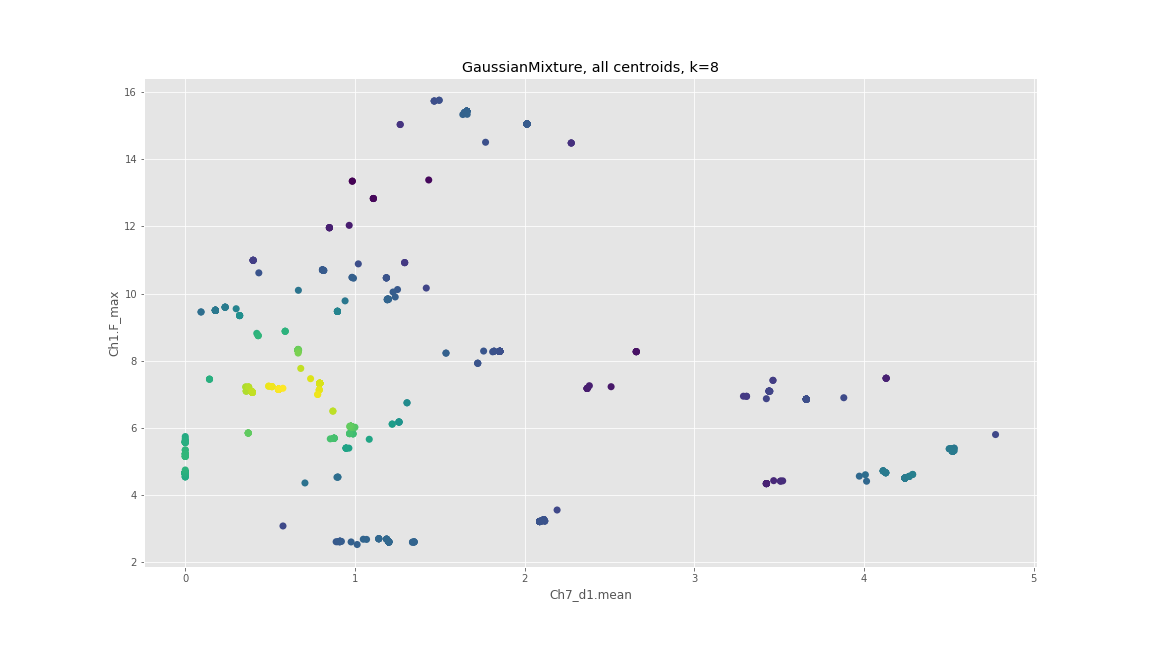 GaussianMixture, all centroids, k=8
16
14
12
10
8
6
4
2
Ch1.F_max
0 1 2 3 4 5
Ch7_d1.mean